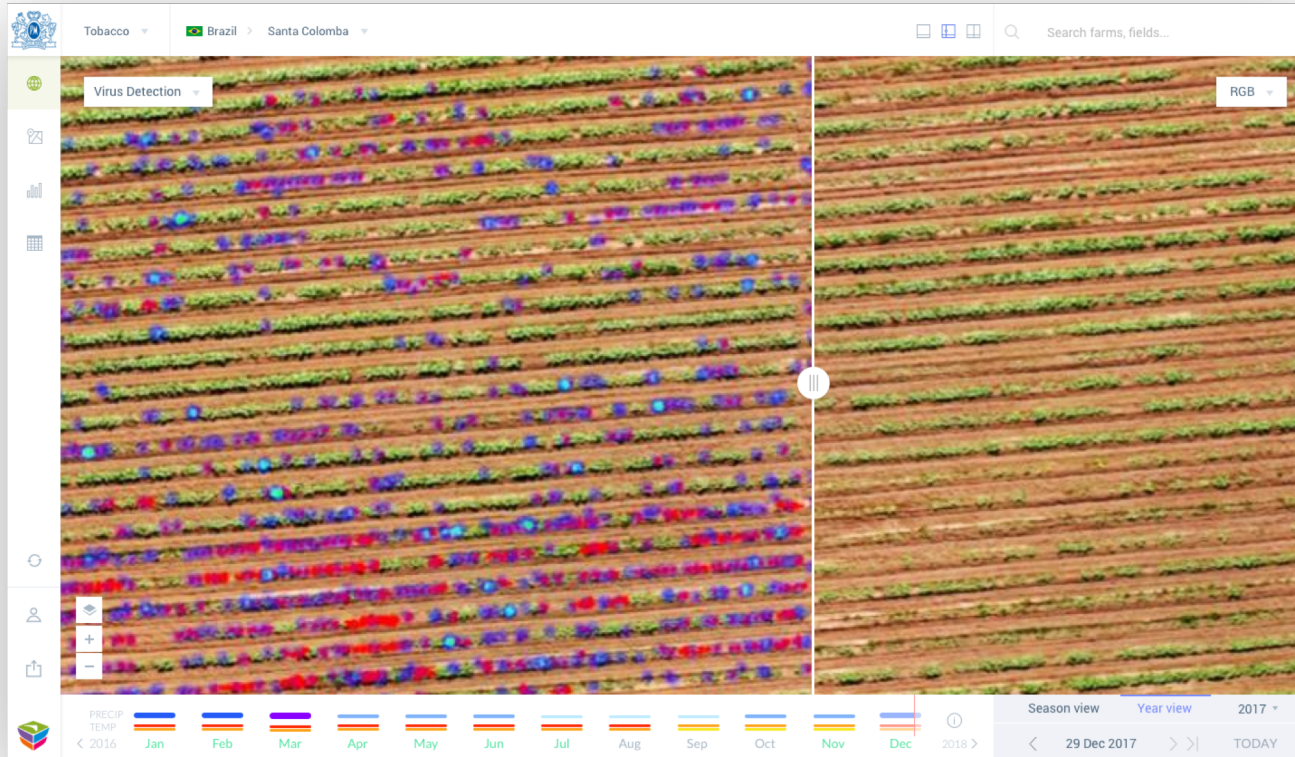 Tobacco
Brazil
Santa Colomba
Search farms, fields...
Virus Detection
RGB
PRECIP
TEMP
2016 Jan Feb Mar Apr May Jun Jul Aug Sep Oct Nov Dec 2018
Season view Year view 2017
29 Dec 2017 TODAY